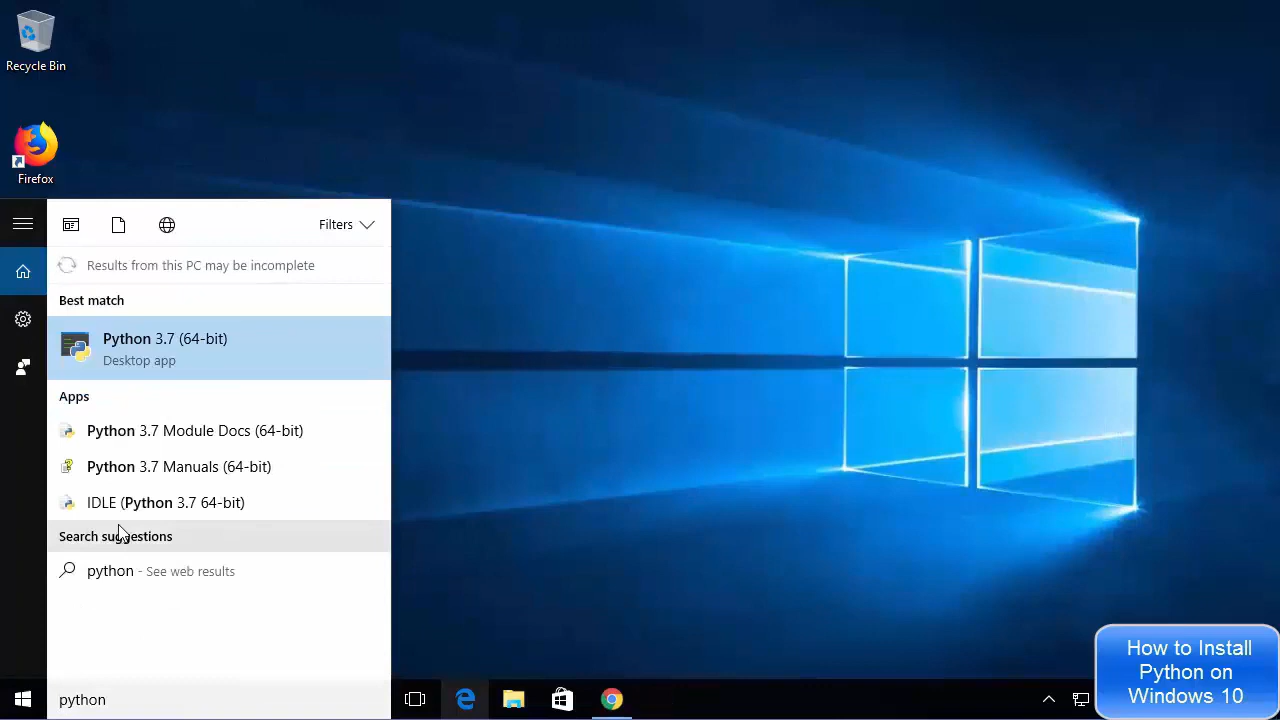 Recycle Bin
Firefox
Filters
Results from this PC may be incomplete
Best match
Python 3.7 (64-bit)
Desktop app
Apps
Python 3.7 Module Docs (64-bit)
Python 3.7 Manuals (64-bit)
IDLE (Python 3.7 64-bit)
Search suggestions
python - See web results
python
How to Install
Python on
Windows 10